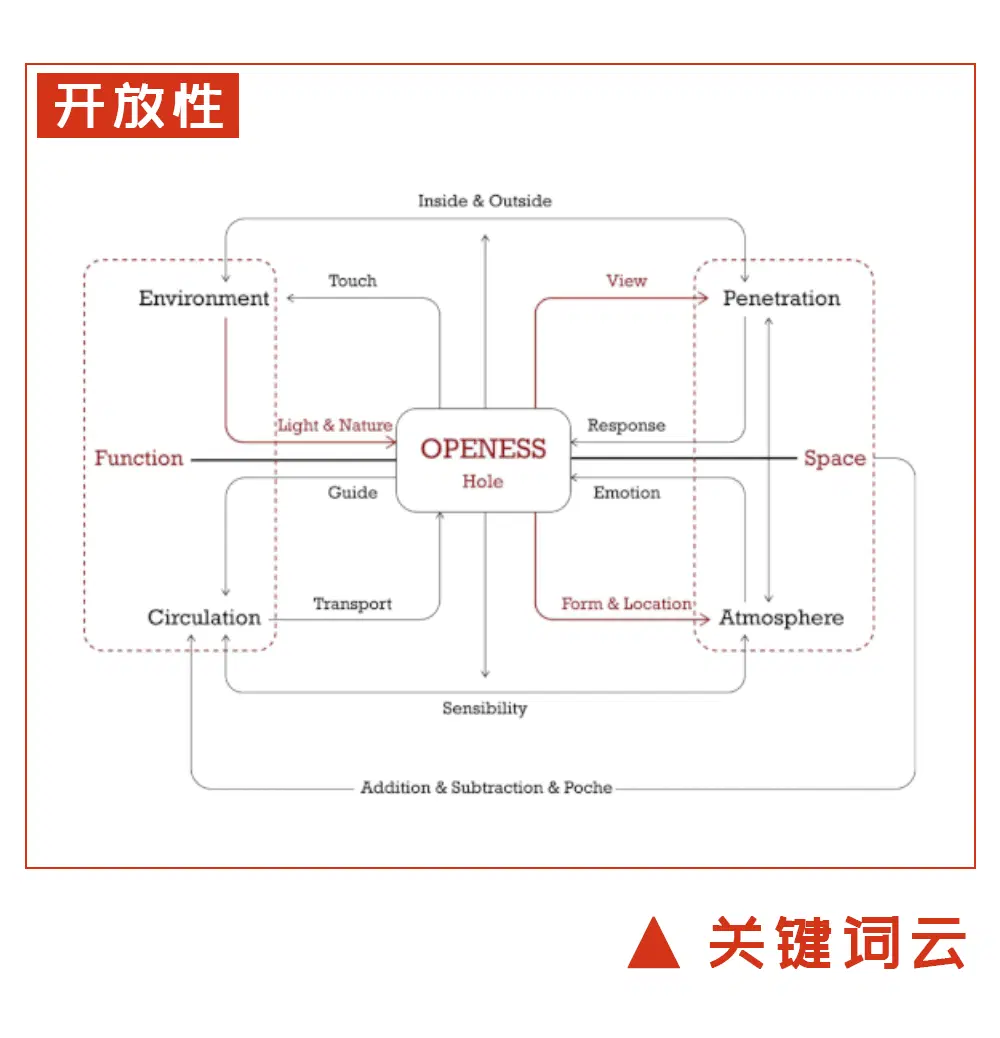 开放性
Inside & Outside
Touch
View
Environment
Penetration
Light & Nature
Response
OPENESS
Function
Space
Hole
Guide
Emotion
Transport
Form & Location
Circulation
Atmosphere
Sensibility
Addition & Subtraction & Poche
▲ 关键词云